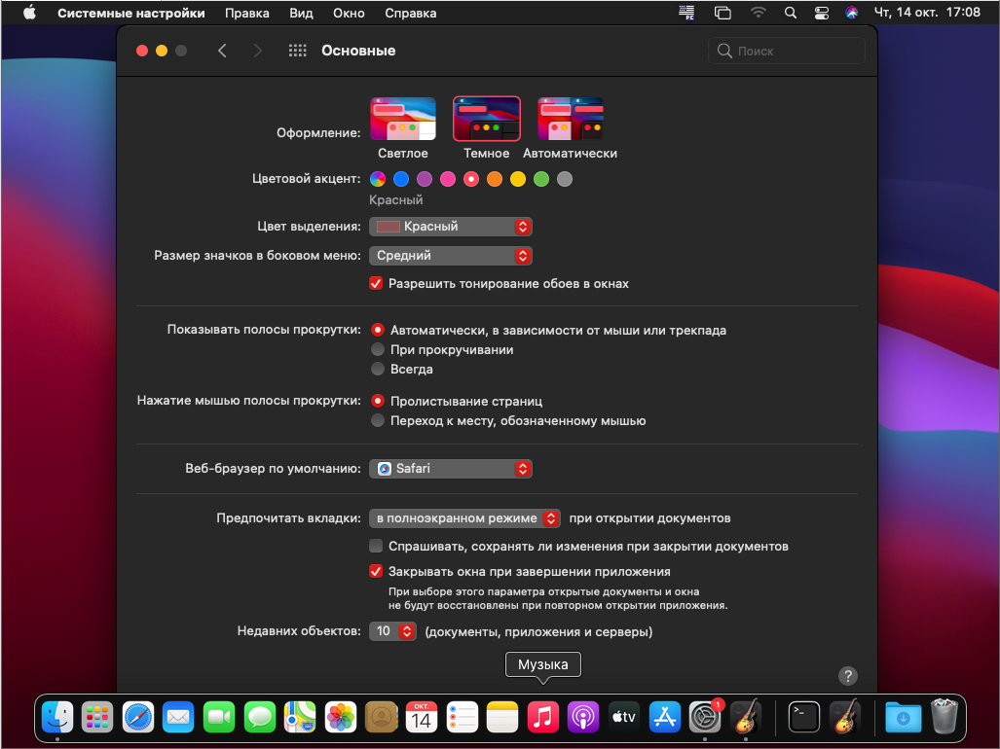 Системные настройки Правка Вид Окно Справка Чт, 14 окт. 17:08
Основные
Поиск
Оформление:
Светлое Темное Автоматически
Цветовой акцент:
Красный
Цвет выделения: Красный
Размер значков в боковом меню: Средний
Разрешить тонирование обоев в окнах
Показывать полосы прокрутки: Автоматически, в зависимости от мыши или трекпада
При прокручивании
Всегда
Нажатие мышью полосы прокрутки: Пролистывание страниц
Переход к месту, обозначенному мышью
Веб-браузер по умолчанию: Safari
Предпочитать вкладки: в полноэкранном режиме при открытии документов
Спрашивать, сохранять ли изменения при закрытии документов
Закрывать окна при завершении приложения
При выборе этого параметра открытые документы и окна
не будут восстановлены при повторном открытии приложения.
Недавних объектов: 10 (документы, приложения и серверы)
Музыка
?
ОКТ.
14
tv
1
>_